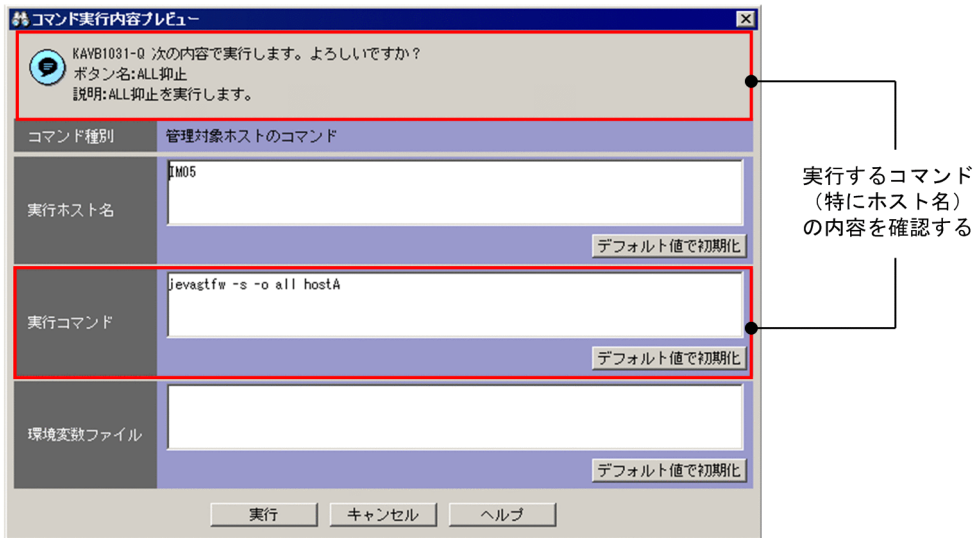 コマンド実行内容プレビュー
KAVB1031-Q 次の内容で実行します。よろしいですか？
ボタン名:ALL抑止
説明:ALL抑止を実行します。
コマンド種別
管理対象ホストのコマンド
実行ホスト名
IM05
デフォルト値で初期化
実行コマンド
jevagtfw -s -o all hostA
デフォルト値で初期化
環境変数ファイル
デフォルト値で初期化
実行
キャンセル
ヘルプ
実行するコマンド
（特にホスト名）
の内容を確認する